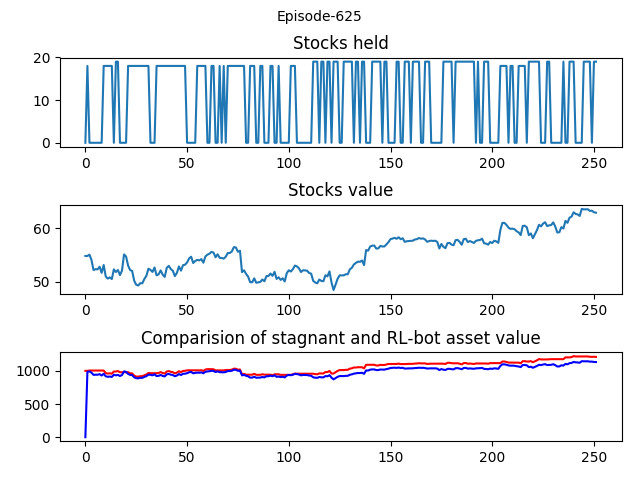 Episode-625
Stocks held
20
10
0
0 50 100 150 200 250
Stocks value
60
50
0 50 100 150 200 250
Comparision of stagnant and RL-bot asset value
1000
500
0
0 50 100 150 200 250